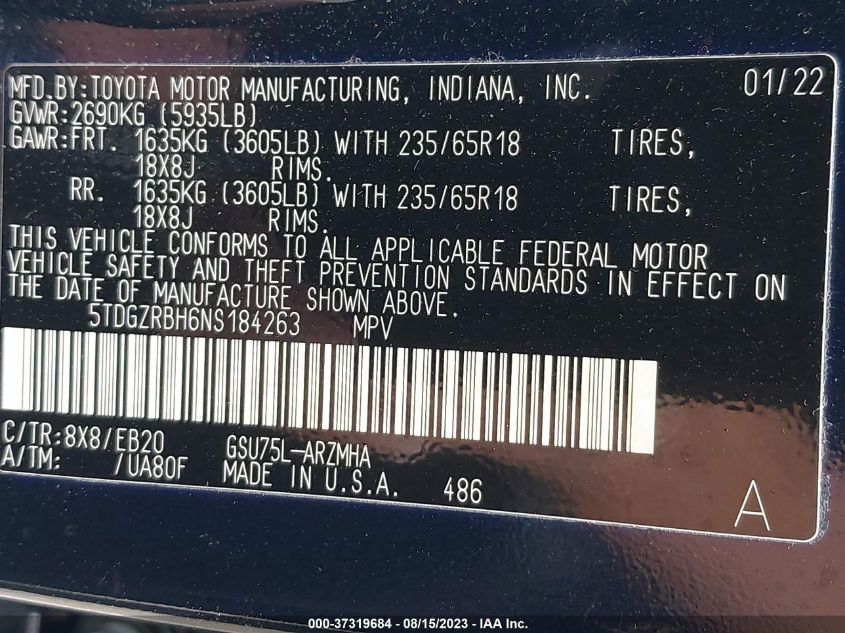 MFD.BY:TOYOTA MOTOR MANUFACTURING, INDIANA, INC. 01/22
GVWR:2690KG (5935LB)
GAWR:FRT. 1635KG (3605LB) WITH 235/65R18 TIRES,
18X8J RIMS.
RR. 1635KG (3605LB) WITH 235/65R18 TIRES,
18X8J RIMS.
THIS VEHICLE CONFORMS TO ALL APPLICABLE FEDERAL MOTOR
VEHICLE SAFETY AND THEFT PREVENTION STANDARDS IN EFFECT ON
THE DATE OF MANUFACTURE SHOWN ABOVE.
5TDGZRBH6NS184263 MPV
C/TR:8X8/EB20 GSU75L-ARZMHA
A/TM: /UA80F MADE IN U.S.A. 486 A
000-37319684 - 08/15/2023 - IAA Inc.